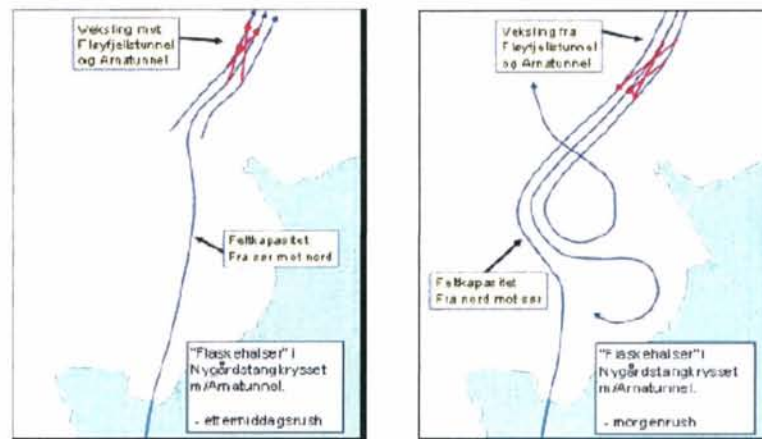 Veksling mot
Fløyfjellstunnel
og Arnatunnel
Feltkapasitet
Fra sør mot nord
"Flaskehalser" i
Nygårdstangkrysset
m/Arnatunnel.
- ettermiddagsrush
Veksling fra
Fløyfjellstunnel
og Arnatunnel
Feltkapasitet
Fra nord mot sør
"Flaskehalser" i
Nygårdstangkrysset
m/Arnatunnel.
- morgenrush